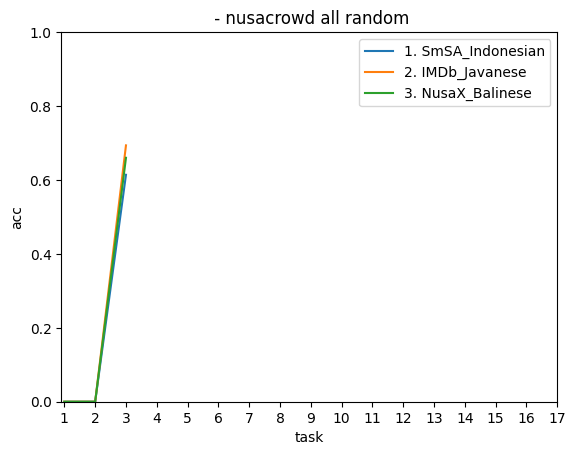 - nusacrowd all random
1. SmSA_Indonesian
2. IMDb_Javanese
3. NusaX_Balinese
1.0
0.8
0.6
0.4
0.2
0.0
acc
1 2 3 4 5 6 7 8 9 10 11 12 13 14 15 16 17
task